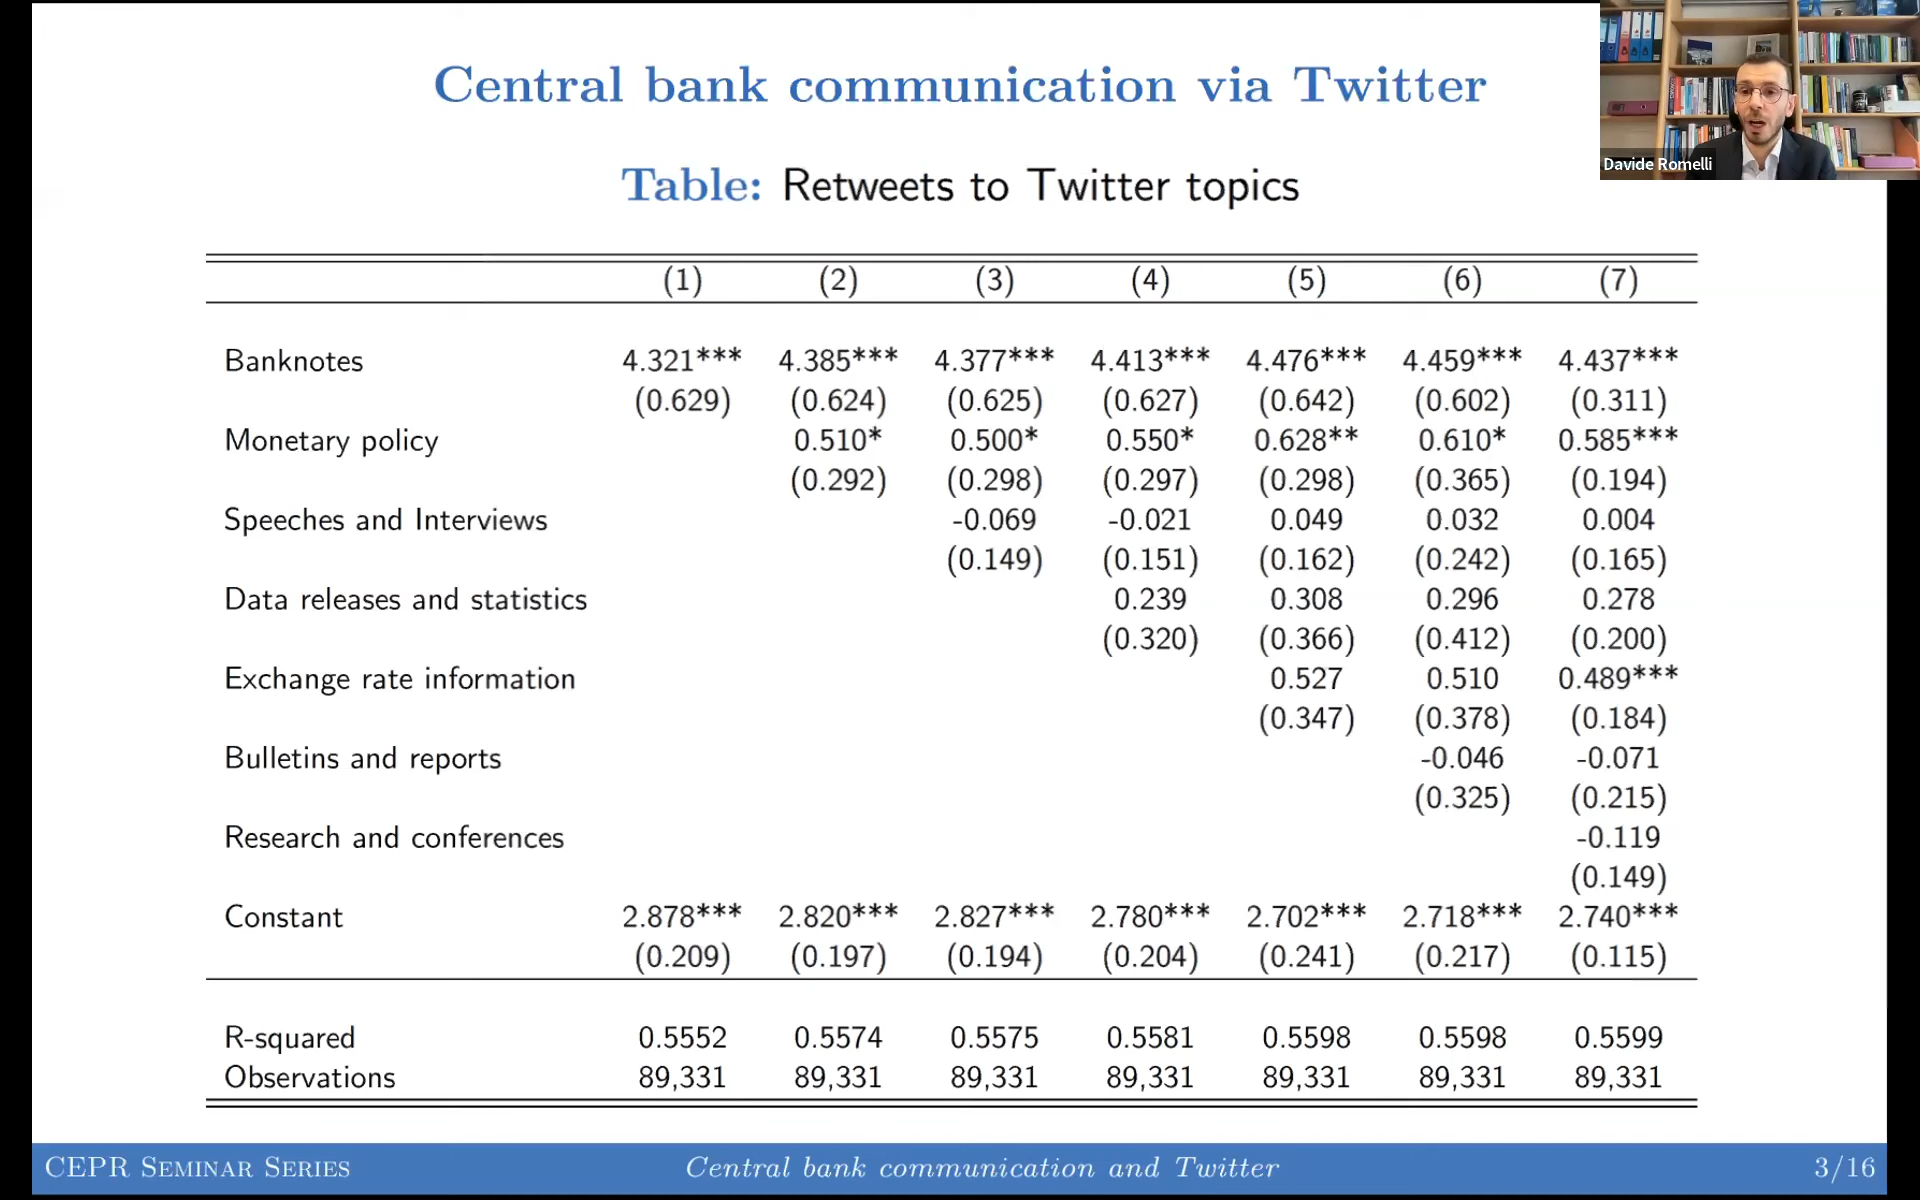 Central bank communication via Twitter
Davide Romelli
Table: Retweets to Twitter topics
(1) (2) (3) (4) (5) (6) (7)
Banknotes 4.321*** 4.385*** 4.377*** 4.413*** 4.476*** 4.459*** 4.437***
(0.629) (0.624) (0.625) (0.627) (0.642) (0.602) (0.311)
Monetary policy 0.510* 0.500* 0.550* 0.628** 0.610* 0.585***
(0.292) (0.298) (0.297) (0.298) (0.365) (0.194)
Speeches and Interviews -0.069 -0.021 0.049 0.032 0.004
(0.149) (0.151) (0.162) (0.242) (0.165)
Data releases and statistics 0.239 0.308 0.296 0.278
(0.320) (0.366) (0.412) (0.200)
Exchange rate information 0.527 0.510 0.489***
(0.347) (0.378) (0.184)
Bulletins and reports -0.046 -0.071
(0.325) (0.215)
Research and conferences -0.119
(0.149)
Constant 2.878*** 2.820*** 2.827*** 2.780*** 2.702*** 2.718*** 2.740***
(0.209) (0.197) (0.194) (0.204) (0.241) (0.217) (0.115)
R-squared 0.5552 0.5574 0.5575 0.5581 0.5598 0.5598 0.5599
Observations 89,331 89,331 89,331 89,331 89,331 89,331 89,331
CEPR SEMINAR SERIES Central bank communication and Twitter 3/16